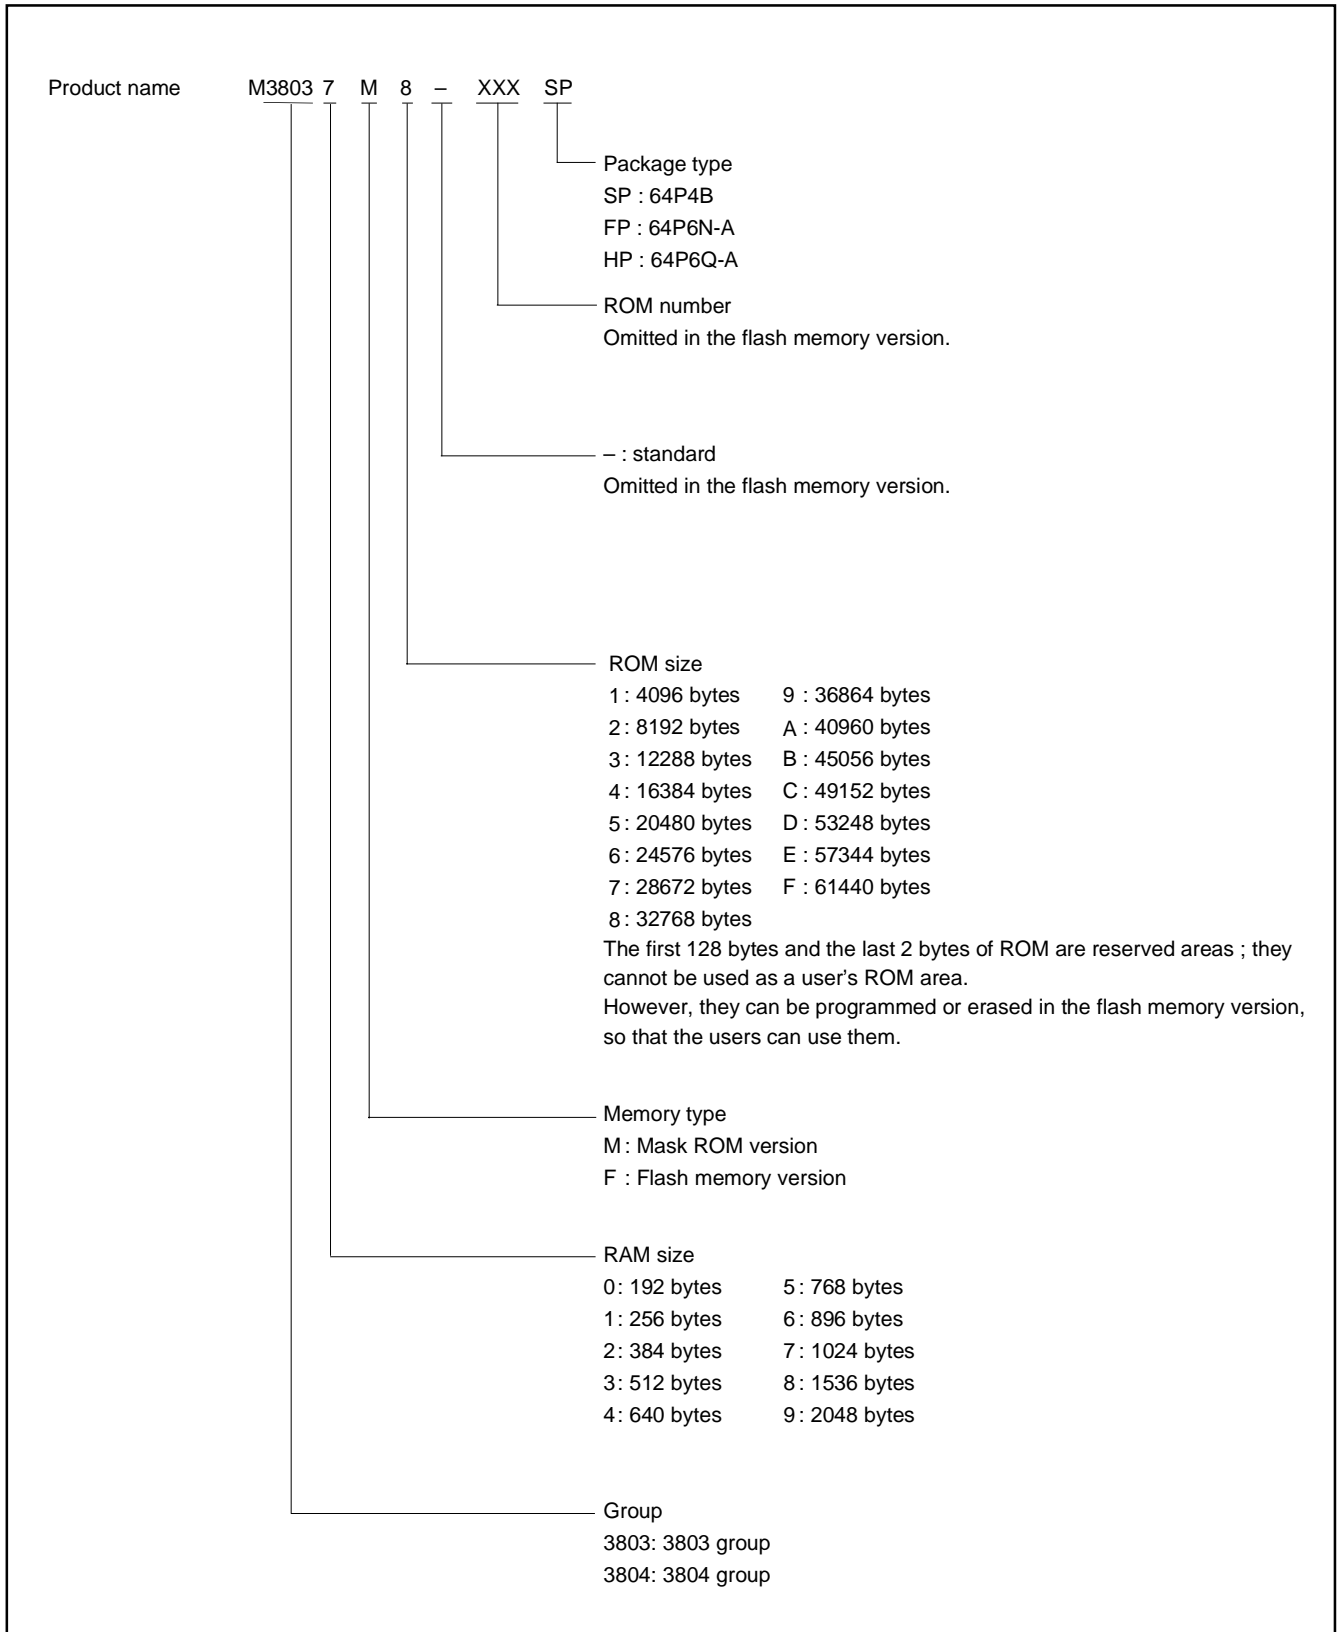 Product name M3803 7 M 8 – XXX SP
Package type
SP : 64P4B
FP : 64P6N-A
HP : 64P6Q-A
ROM number
Omitted in the flash memory version.
– : standard
Omitted in the flash memory version.
ROM size
1 : 4096 bytes 9 : 36864 bytes
2 : 8192 bytes A : 40960 bytes
3 : 12288 bytes B : 45056 bytes
4 : 16384 bytes C : 49152 bytes
5 : 20480 bytes D : 53248 bytes
6 : 24576 bytes E : 57344 bytes
7 : 28672 bytes F : 61440 bytes
8 : 32768 bytes
The first 128 bytes and the last 2 bytes of ROM are reserved areas ; they
cannot be used as a user’s ROM area.
However, they can be programmed or erased in the flash memory version,
so that the users can use them.
Memory type
M : Mask ROM version
F : Flash memory version
RAM size
0 : 192 bytes 5 : 768 bytes
1 : 256 bytes 6 : 896 bytes
2 : 384 bytes 7 : 1024 bytes
3 : 512 bytes 8 : 1536 bytes
4 : 640 bytes 9 : 2048 bytes
Group
3803: 3803 group
3804: 3804 group